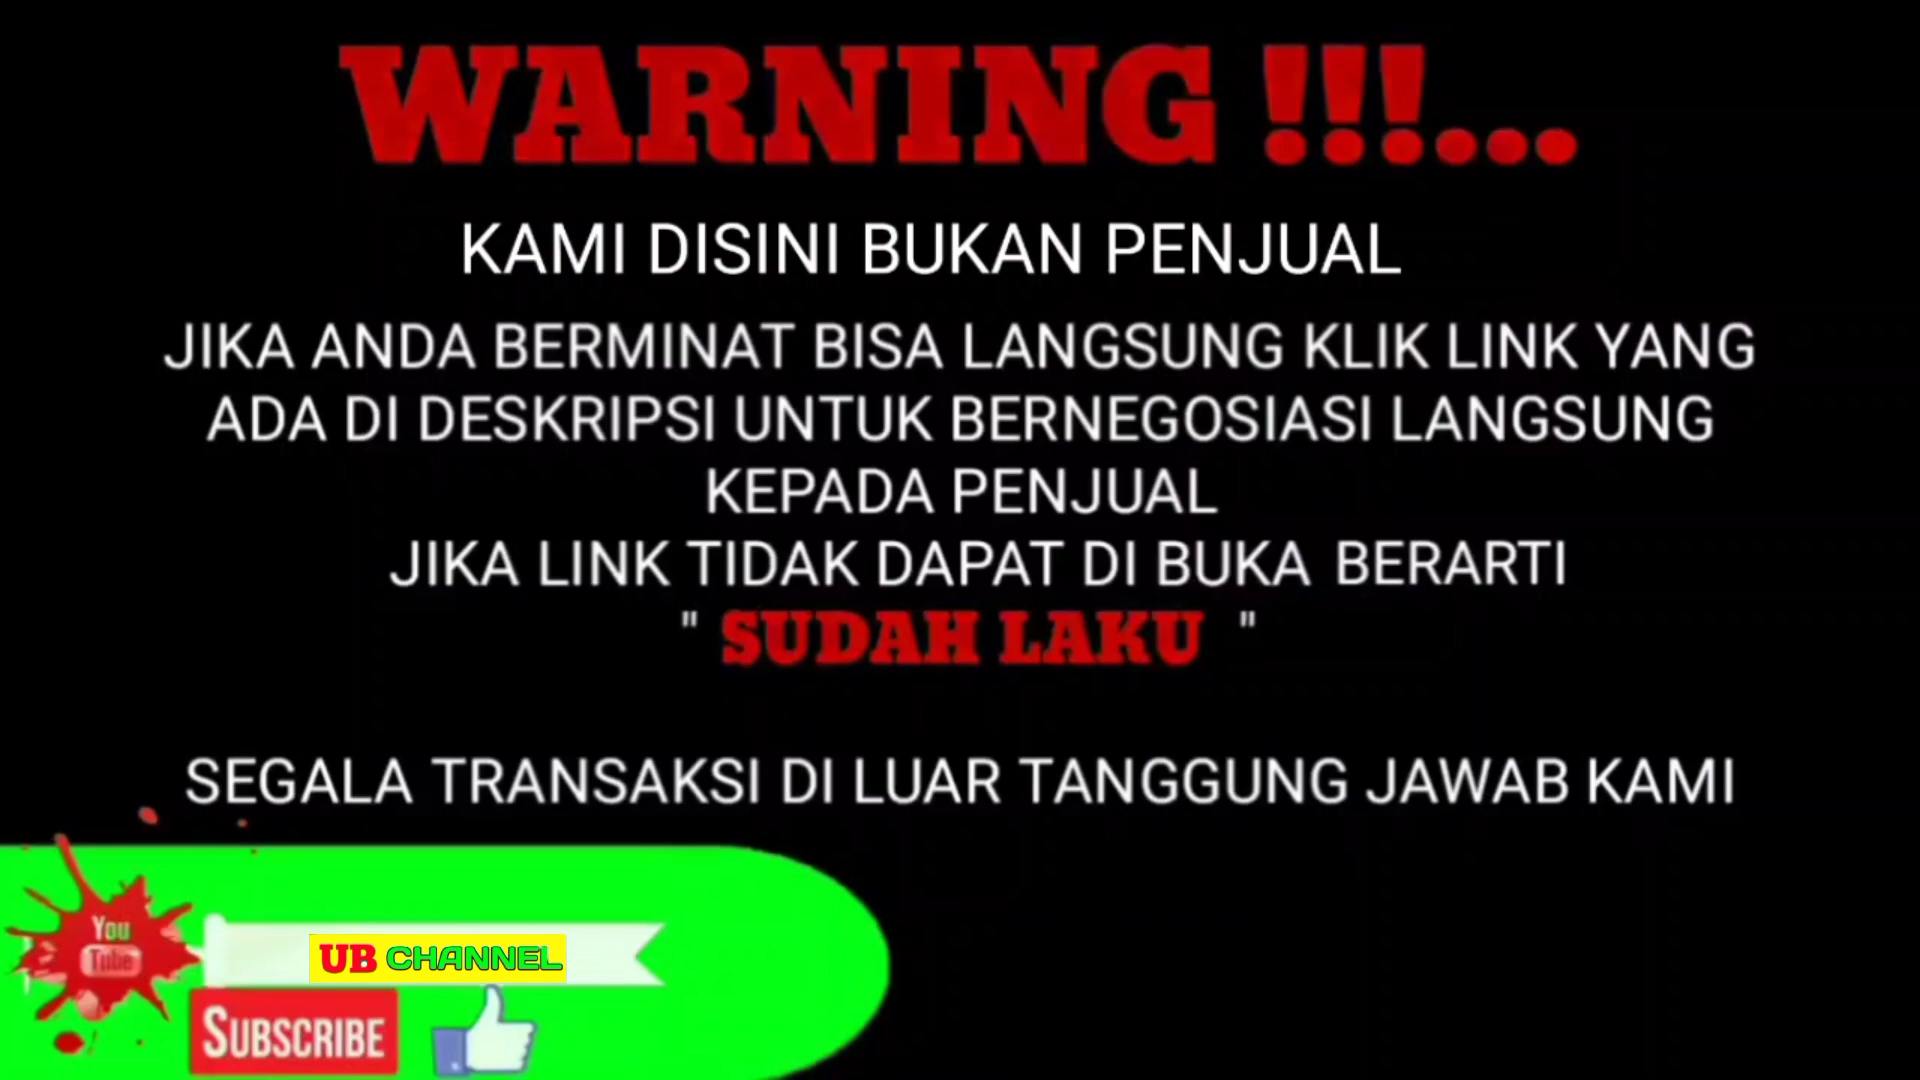 WARNING !!!...
KAMI DISINI BUKAN PENJUAL
JIKA ANDA BERMINAT BISA LANGSUNG KLIK LINK YANG
ADA DI DESKRIPSI UNTUK BERNEGOSIASI LANGSUNG
KEPADA PENJUAL
JIKA LINK TIDAK DAPAT DI BUKA BERARTI
" SUDAH LAKU "
SEGALA TRANSAKSI DI LUAR TANGGUNG JAWAB KAMI
You
Tube
UB CHANNEL
SUBSCRIBE